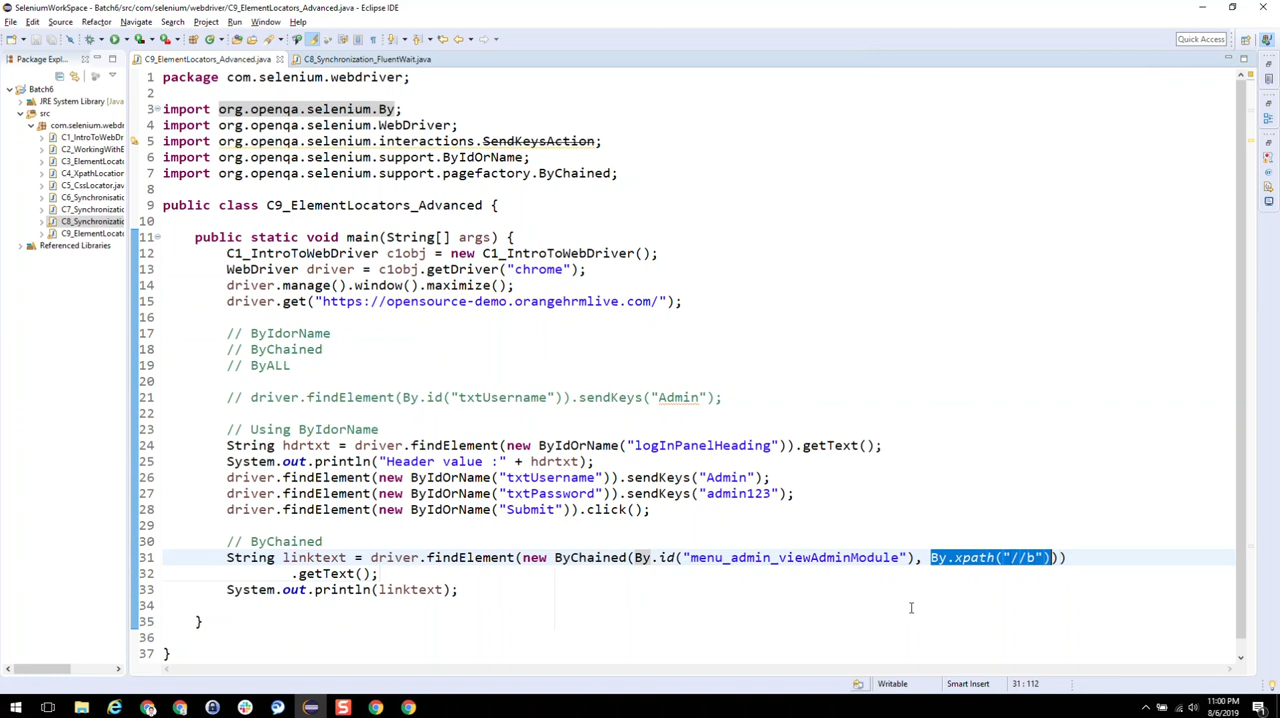 SeleniumWorkSpace - Batch6/src/com/selenium/webdriver/C9_ElementLocators_Advanced.java - Eclipse IDE
File Edit Source Refactor Navigate Search Project Run Window Help
Quick Access
Package Expl...
C9_ElementLocators_Advanced.java
C8_Synchronization_FluentWait.java
Batch6
JRE System Library [Java
src
com.selenium.webdr
C1_IntroToWebDr
C2_WorkingWithE
C3_ElementLocat
C4_XpathLocation
C5_CssLocator.jav
C6_Synchronisatio
C7_Synchronizatio
C8_Synchronizatic
C9_ElementLocato
Referenced Libraries
1 package com.selenium.webdriver;
2
3 import org.openqa.selenium.By;
4 import org.openqa.selenium.WebDriver;
5 import org.openqa.selenium.interactions.SendKeysAction;
6 import org.openqa.selenium.support.ByIdOrName;
7 import org.openqa.selenium.support.pagefactory.ByChained;
8
9 public class C9_ElementLocators_Advanced {
10
11 public static void main(String[] args) {
12 C1_IntroToWebDriver c1obj = new C1_IntroToWebDriver();
13 WebDriver driver = c1obj.getDriver("chrome");
14 driver.manage().window().maximize();
15 driver.get("https://opensource-demo.orangehrmlive.com/");
16
17 // ByIdorName
18 // ByChained
19 // ByALL
20
21 // driver.findElement(By.id("txtUsername")).sendKeys("Admin");
22
23 // Using ByIdorName
24 String hdrtxt = driver.findElement(new ByIdOrName("logInPanelHeading")).getText();
25 System.out.println("Header value :" + hdrtxt);
26 driver.findElement(new ByIdOrName("txtUsername")).sendKeys("Admin");
27 driver.findElement(new ByIdOrName("txtPassword")).sendKeys("admin123");
28 driver.findElement(new ByIdOrName("Submit")).click();
29
30 // ByChained
31 String linktext = driver.findElement(new ByChained(By.id("menu_admin_viewAdminModule"), By.xpath("//b")))
32 .getText();
33 System.out.println(linktext);
34
35 }
36
37 }
Writable Smart Insert 31 : 112
11:00 PM
8/6/2019